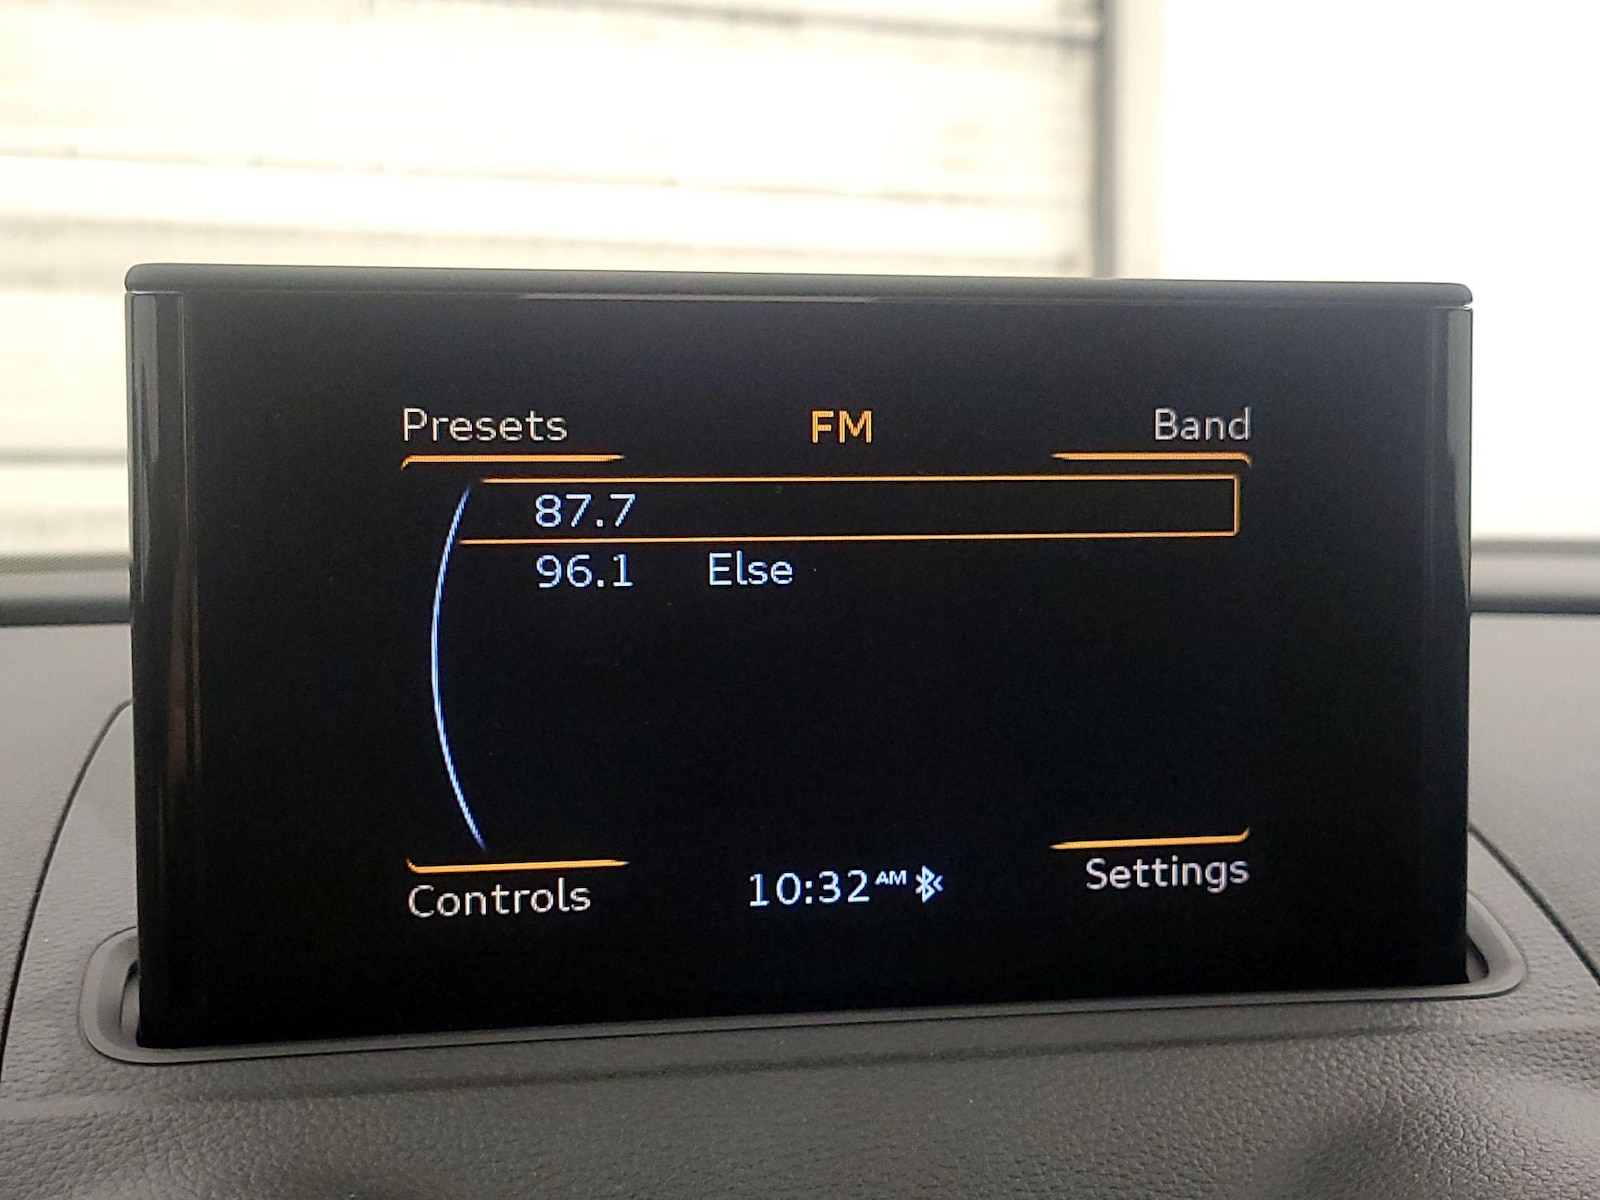 Presets FM Band
87.7
96.1 Else
Controls 10:32 AM Settings